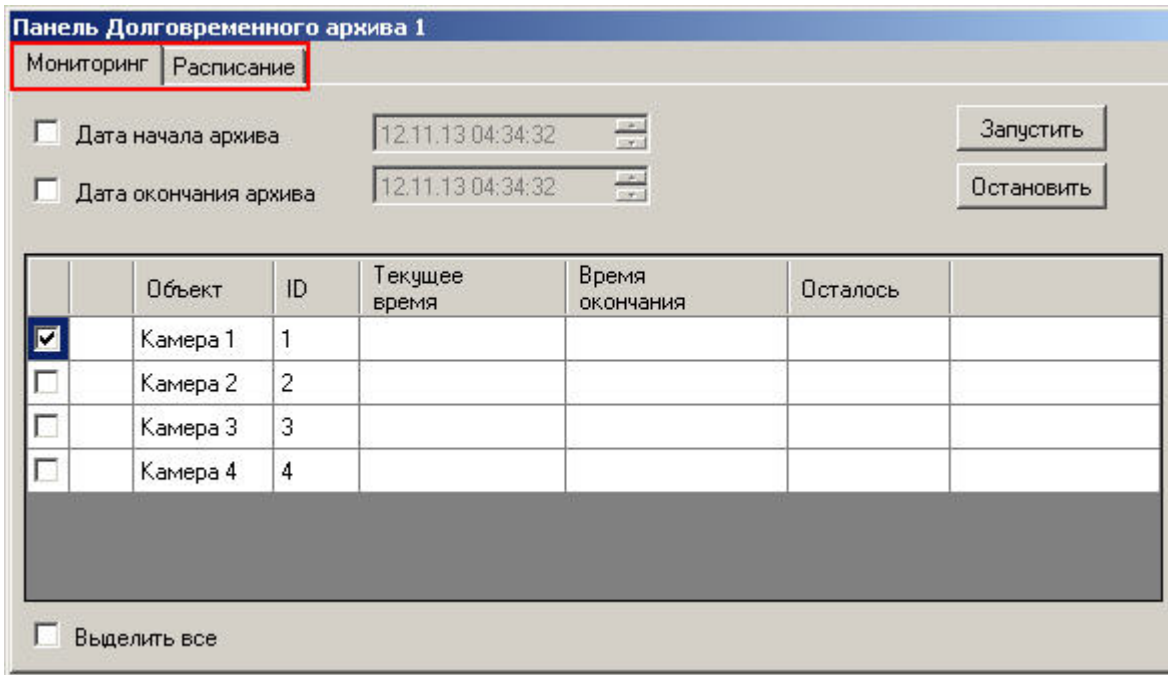 Панель Долговременного архива 1
Мониторинг Расписание
Дата начала архива 12.11.13 04:34:32 Запустить
Дата окончания архива 12.11.13 04:34:32 Остановить
Объект ID Текущее время Время окончания Осталось
Камера 1 1
Камера 2 2
Камера 3 3
Камера 4 4
Выделить все